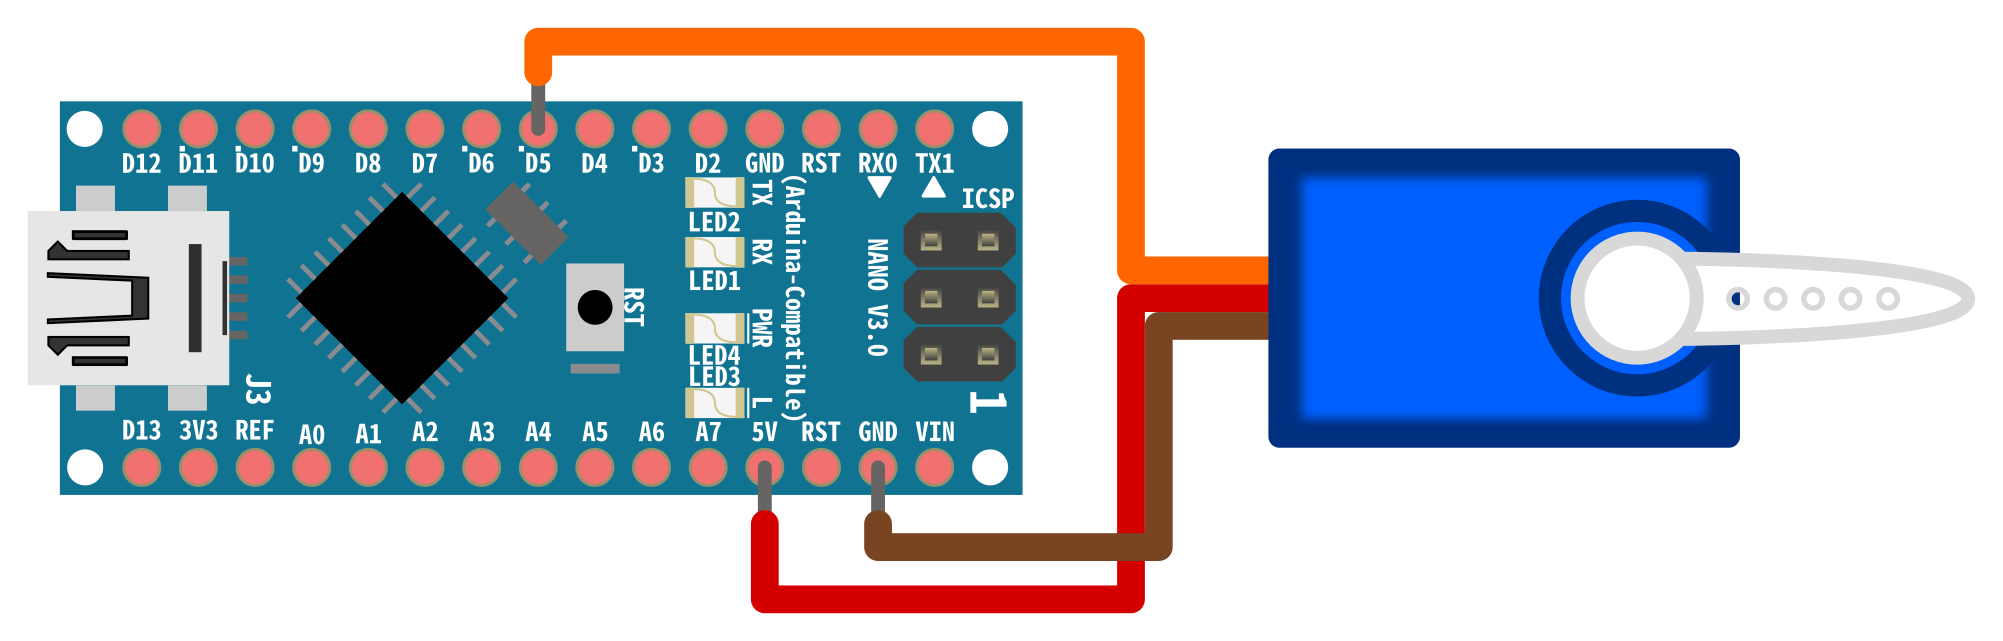 D12 D11 D10 D9 D8 D7 D6 D5 D4 D3 D2 GND RST RX0 TX1
ICSP
TX
LED2
RX
LED1
RST
PWR
LED4
LED3
L
(Arduina-Compatible)
NANO V3.0
1
J3
D13 3V3 REF A0 A1 A2 A3 A4 A5 A6 A7 5V RST GND VIN